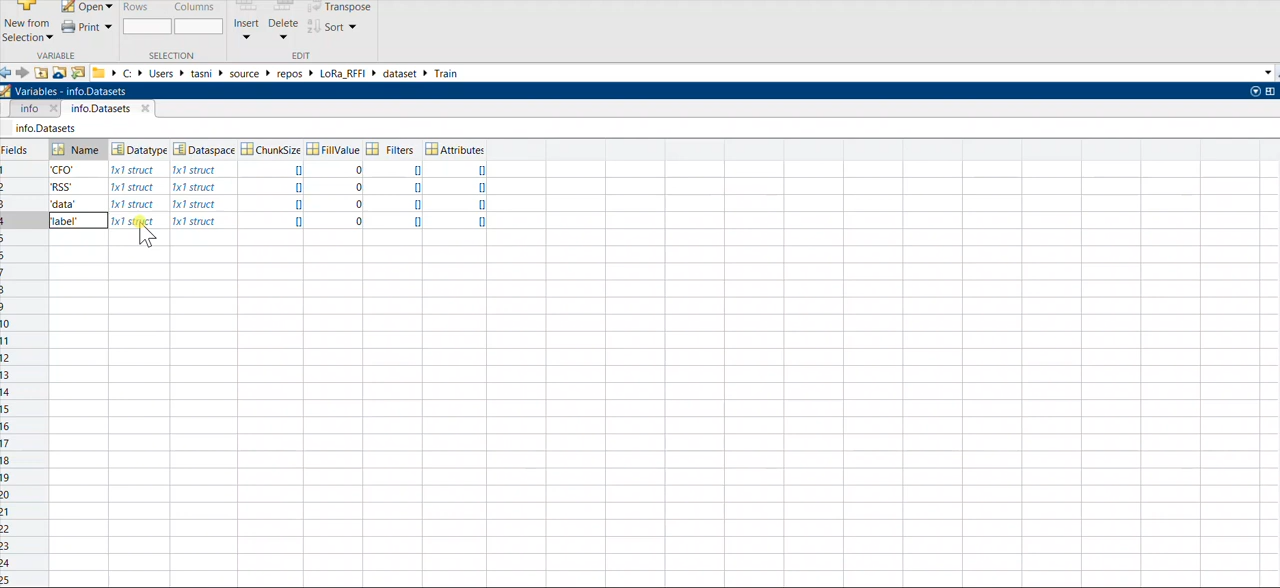 Open Rows Columns Transpose
New from Insert Delete
Print Sort
Selection
VARIABLE SELECTION EDIT
C: Users tasni source repos LoRa_RFFI dataset Train
Variables - info.Datasets
info info.Datasets
info.Datasets
Fields Name Datatype Dataspace ChunkSize FillValue Filters Attributes
1 'CFO' 1x1 struct 1x1 struct [] 0 [] []
2 'RSS' 1x1 struct 1x1 struct [] 0 [] []
3 'data' 1x1 struct 1x1 struct [] 0 [] []
4 'label' 1x1 struct 1x1 struct [] 0 [] []
5
6
7
8
9
10
11
12
13
14
15
16
17
18
19
20
21
22
23
24
25